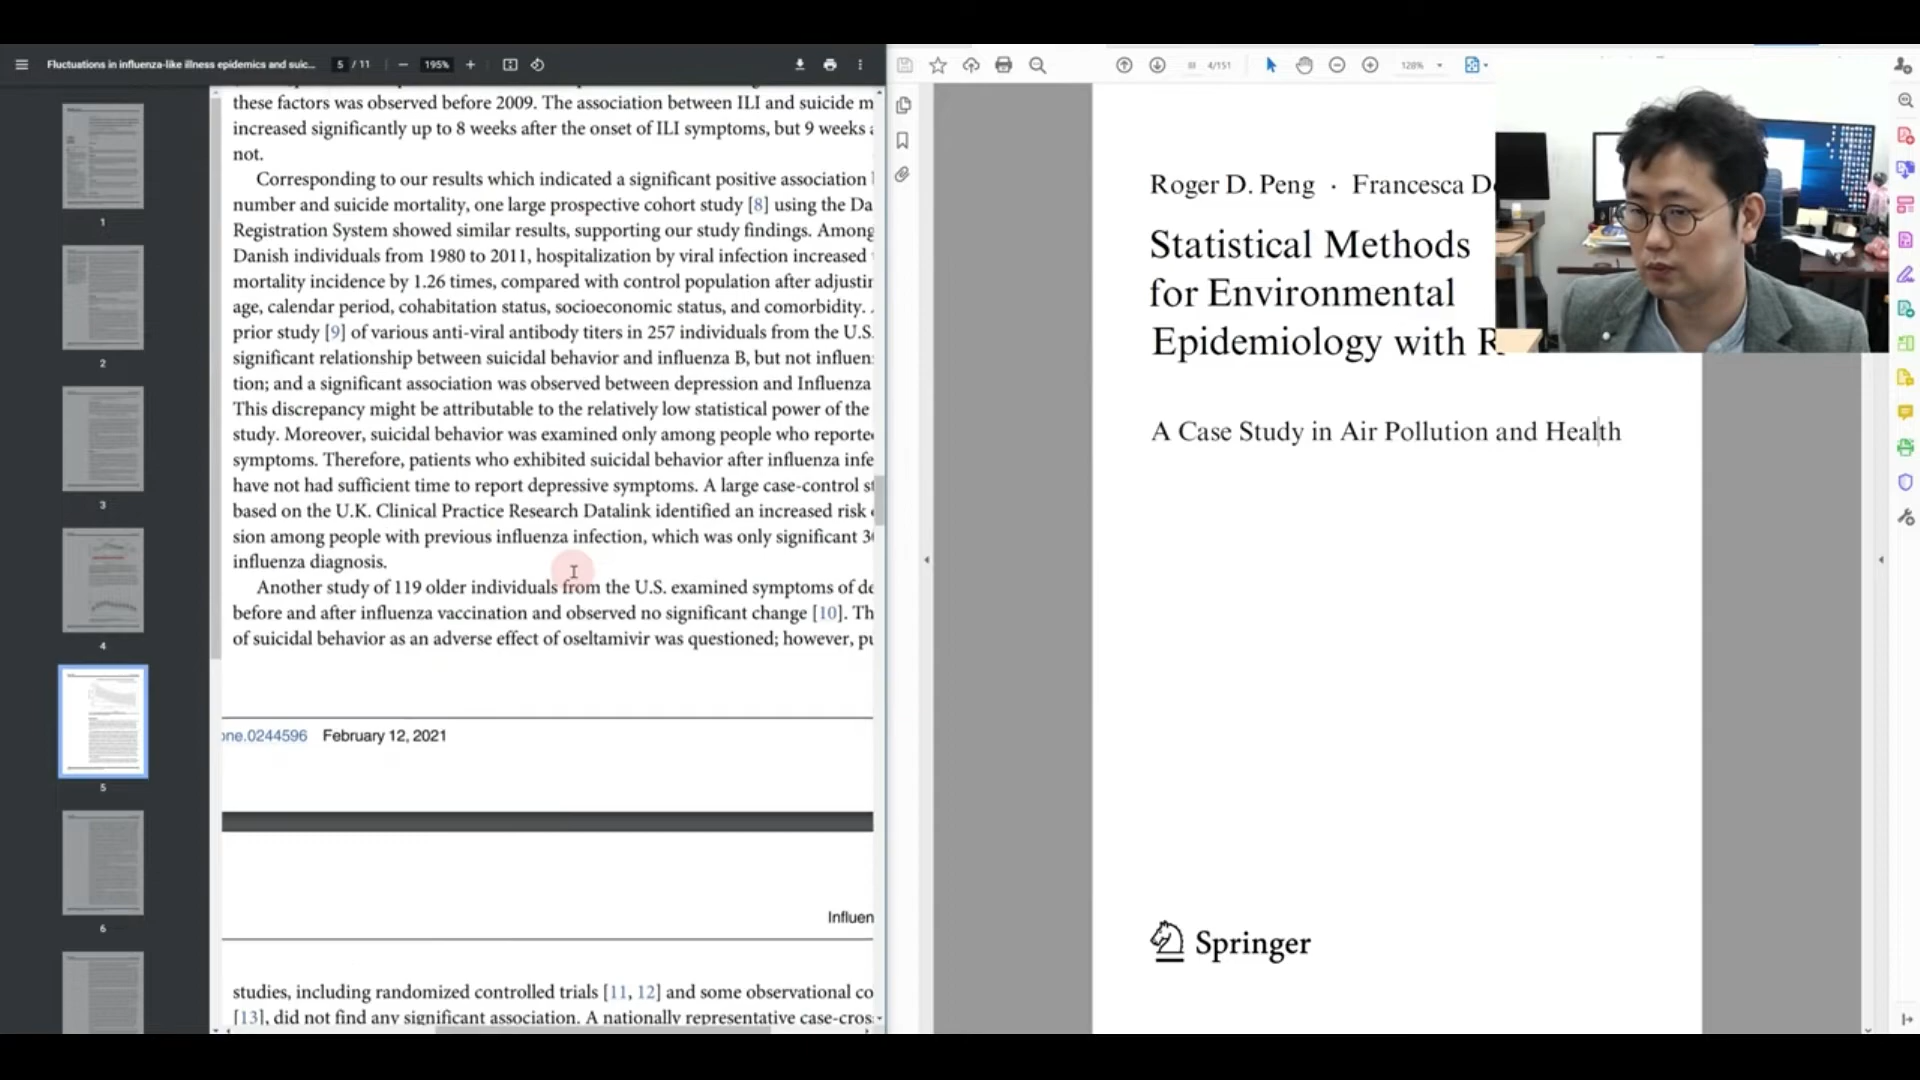 Fluctuations in influenza-like illness epidemics and suic...
5 / 11
195%
these factors was observed before 2009. The association between ILI and suicide m
increased significantly up to 8 weeks after the onset of ILI symptoms, but 9 weeks
not.
Corresponding to our results which indicated a significant positive association
number and suicide mortality, one large prospective cohort study [8] using the Da
Registration System showed similar results, supporting our study findings. Among
Danish individuals from 1980 to 2011, hospitalization by viral infection increased
mortality incidence by 1.26 times, compared with control population after adjustin
age, calendar period, cohabitation status, socioeconomic status, and comorbidity.
prior study [9] of various anti-viral antibody titers in 257 individuals from the U.S.
significant relationship between suicidal behavior and influenza B, but not influen
tion; and a significant association was observed between depression and Influenza
This discrepancy might be attributable to the relatively low statistical power of the
study. Moreover, suicidal behavior was examined only among people who reporte
symptoms. Therefore, patients who exhibited suicidal behavior after influenza infe
have not had sufficient time to report depressive symptoms. A large case-control st
based on the U.K. Clinical Practice Research Datalink identified an increased risk
sion among people with previous influenza infection, which was only significant 3
influenza diagnosis.
Another study of 119 older individuals from the U.S. examined symptoms of de
before and after influenza vaccination and observed no significant change [10]. Th
of suicidal behavior as an adverse effect of oseltamivir was questioned; however, pu
one.0244596 February 12, 2021
Influen
studies, including randomized controlled trials [11, 12] and some observational co
[13], did not find any significant association. A nationally representative case-cros
1
2
3
4
5
6
4/151
128%
Roger D. Peng · Francesca D
Statistical Methods
for Environmental
Epidemiology with R
A Case Study in Air Pollution and Health
Springer